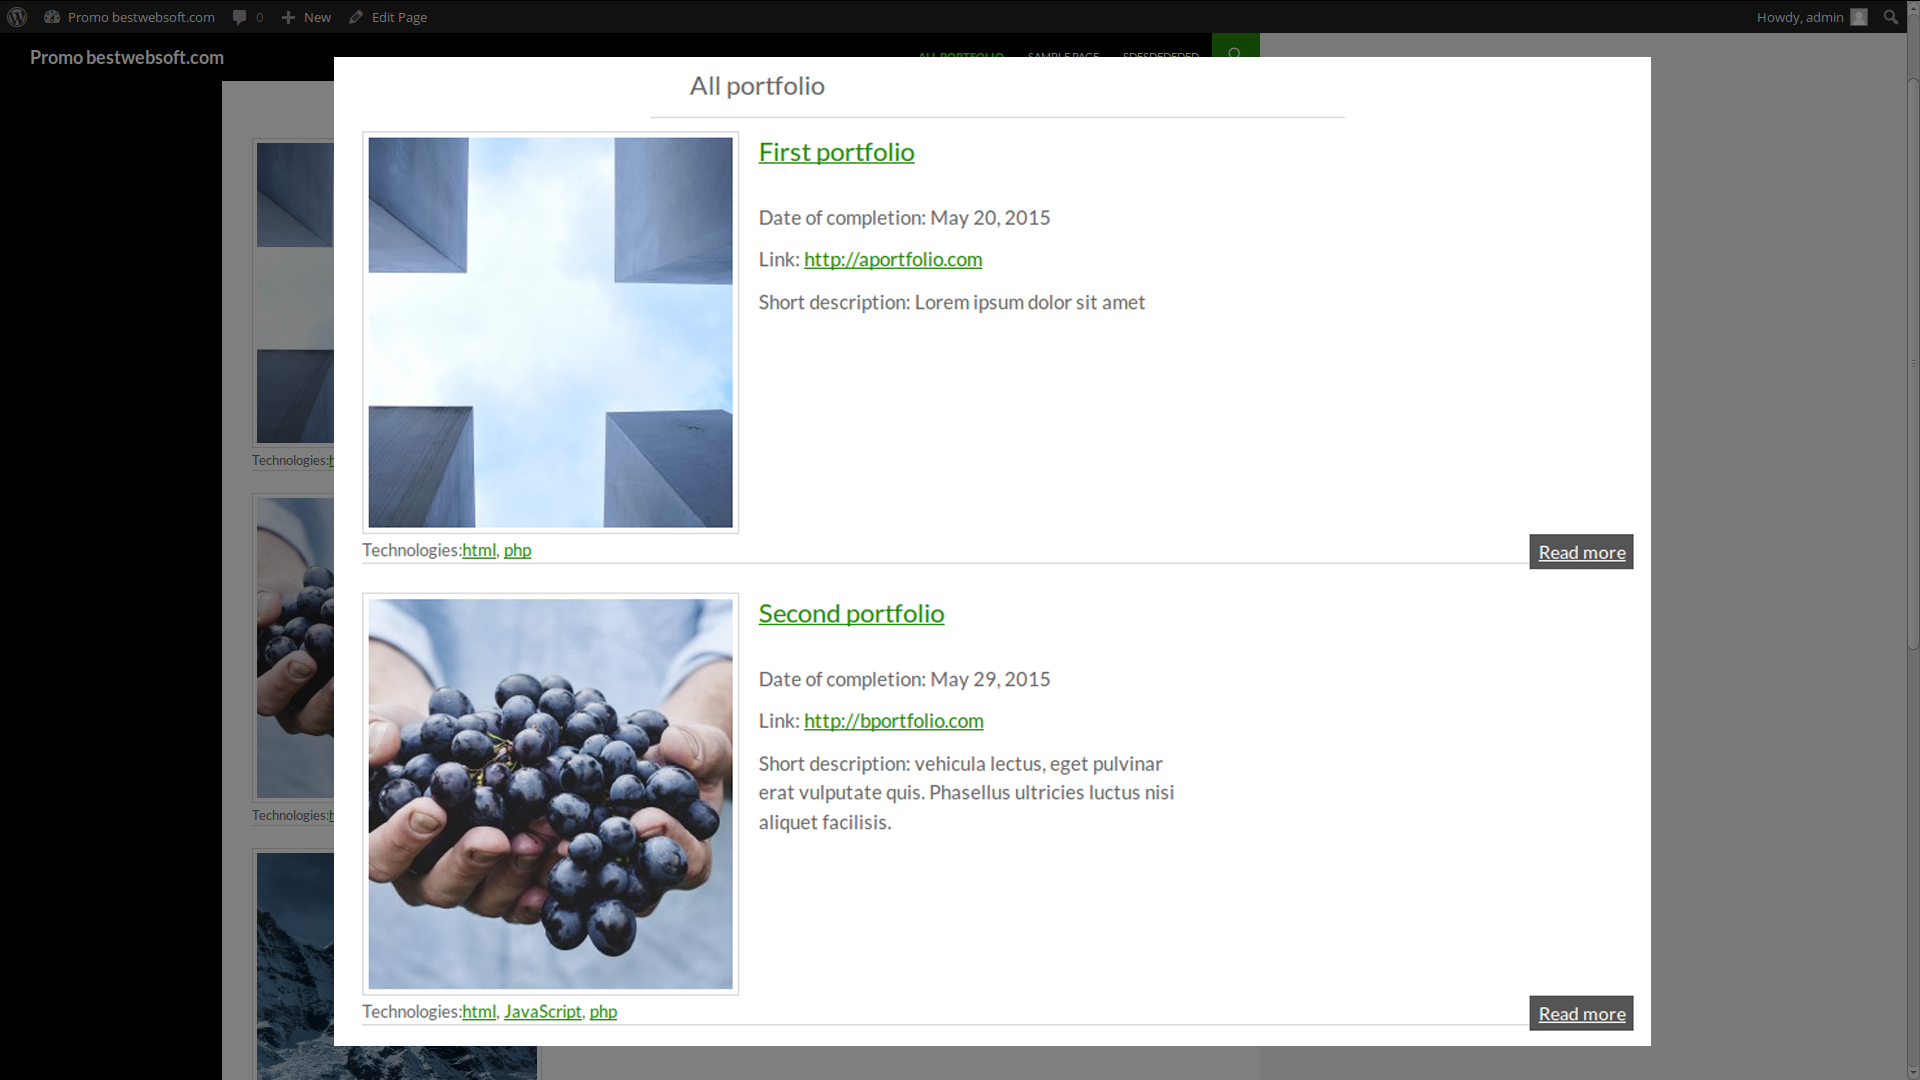 Promo bestwebsoft.com 0 New Edit Page Howdy, admin
Promo bestwebsoft.com
ALL PORTFOLIO SAMPLE PAGE
All portfolio
First portfolio
Date of completion: May 20, 2015
Link: http://aportfolio.com
Short description: Lorem ipsum dolor sit amet
Technologies:
Technologies:html, php
Read more
Second portfolio
Date of completion: May 29, 2015
Link: http://bportfolio.com
Short description: vehicula lectus, eget pulvinar
erat vulputate quis. Phasellus ultricies luctus nisi
aliquet facilisis.
Technologies:
Technologies:html, JavaScript, php
Read more